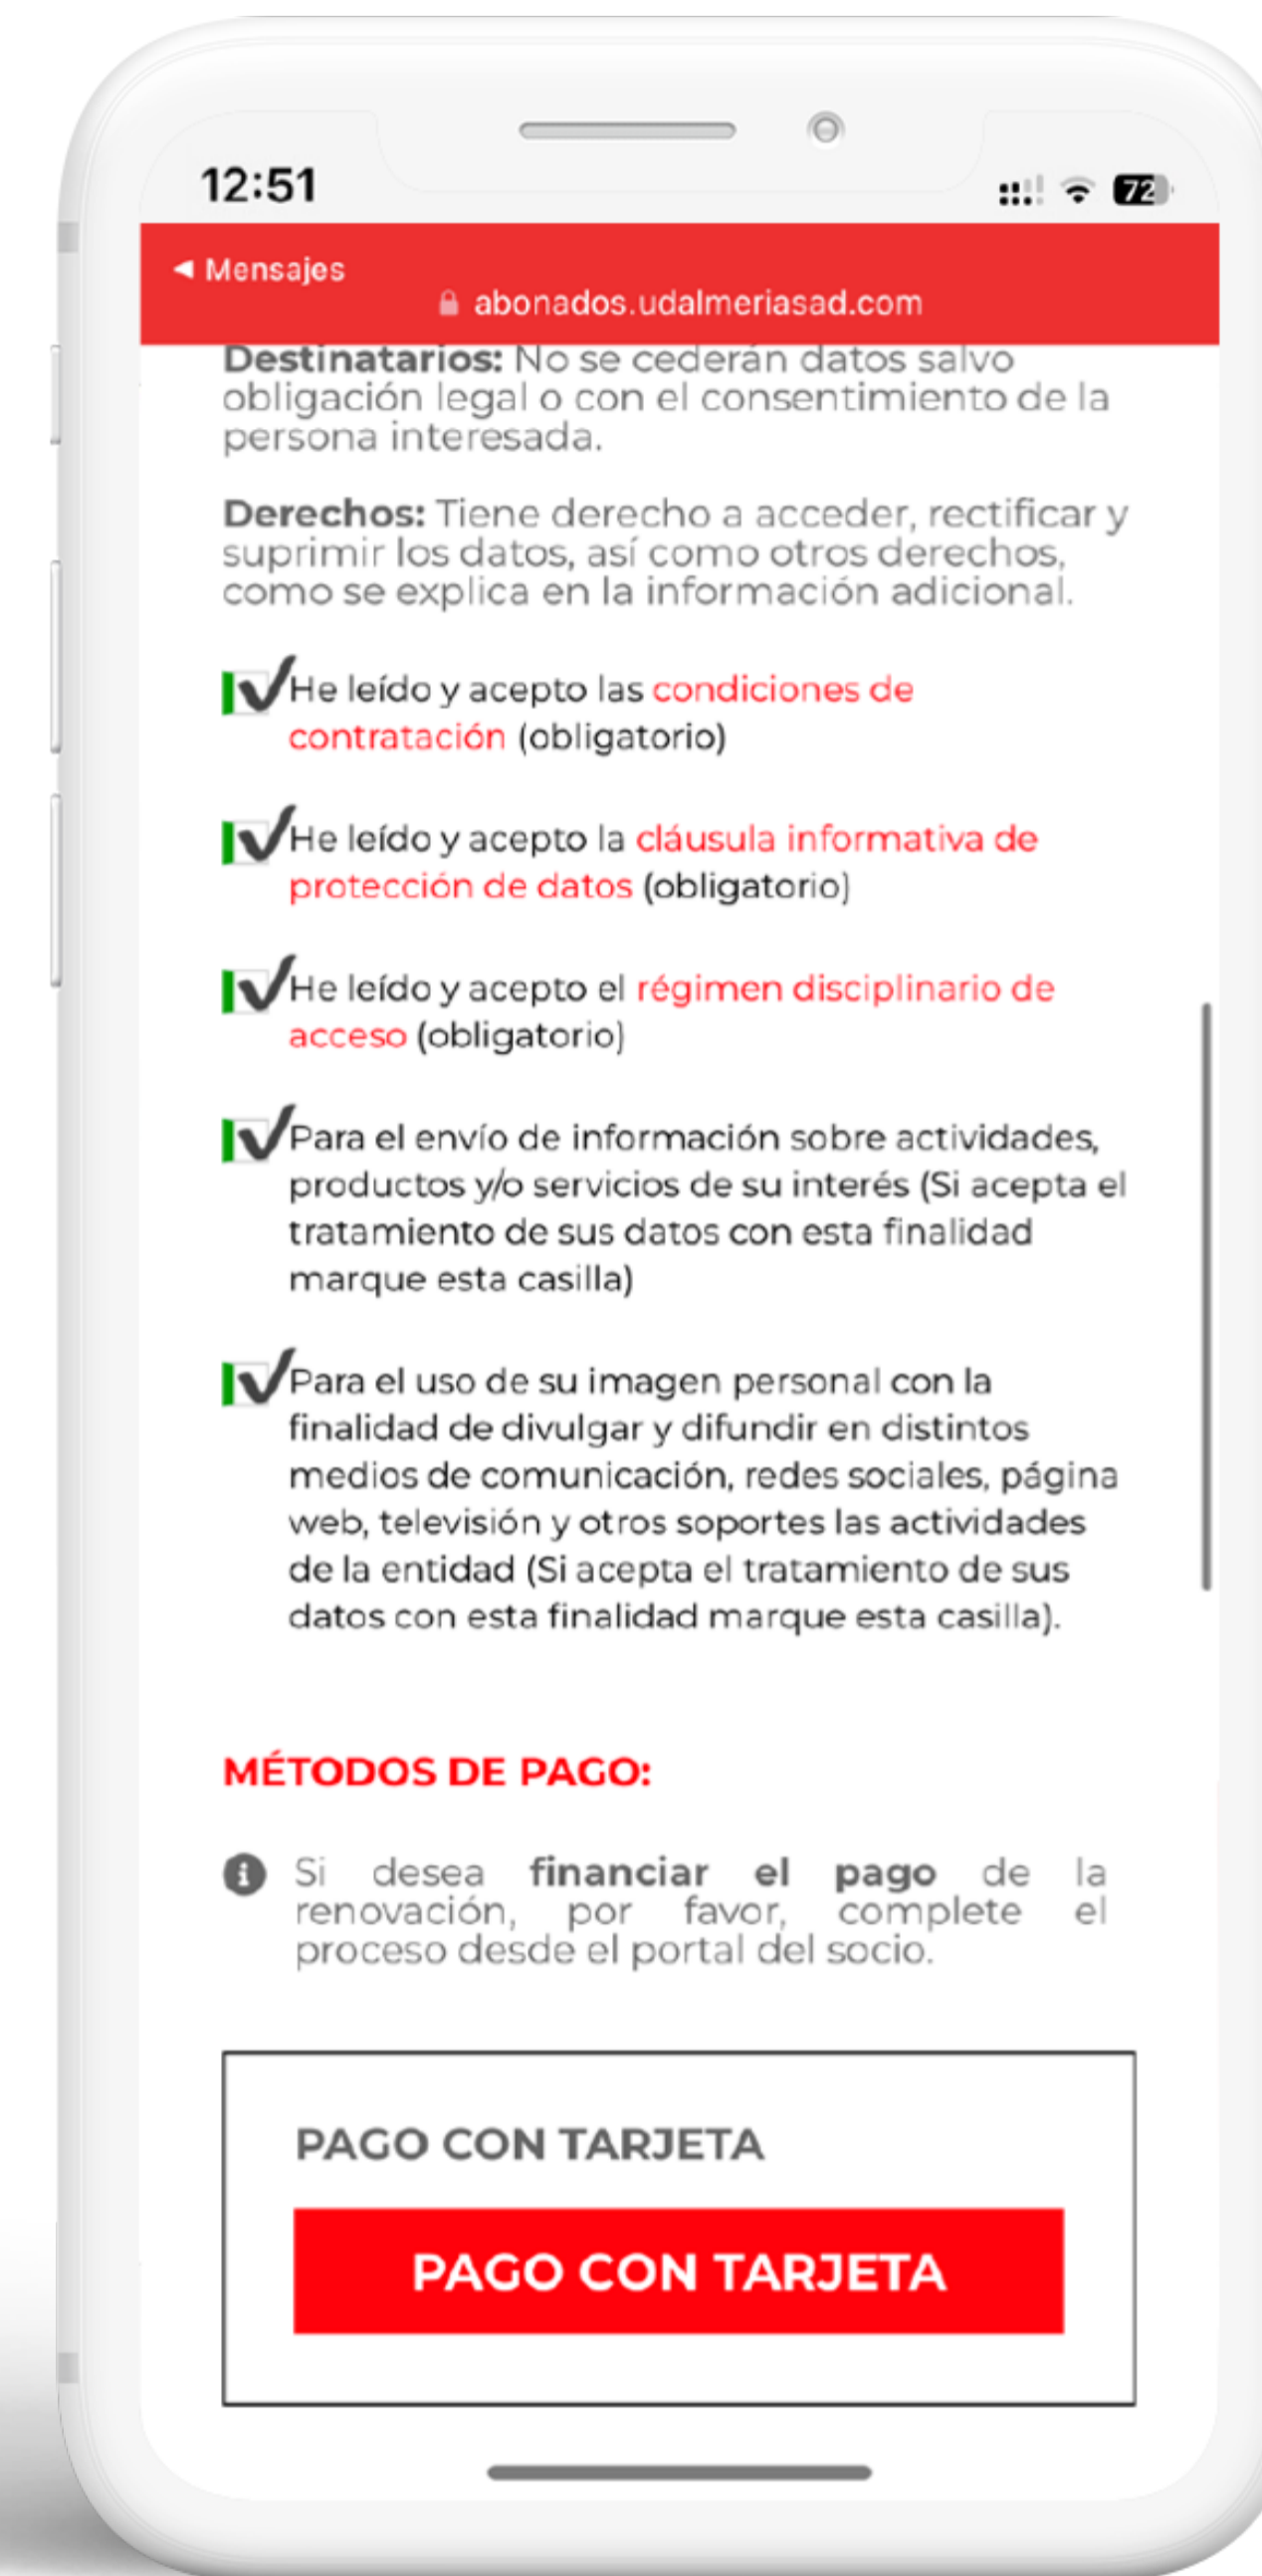 12:51
72
◀ Mensajes
abonados.udalmeriasad.com
Destinatarios: No se cederán datos salvo
obligación legal o con el consentimiento de la
persona interesada.
Derechos: Tiene derecho a acceder, rectificar y
suprimir los datos, así como otros derechos,
como se explica en la información adicional.
He leído y acepto las condiciones de
contratación (obligatorio)
He leído y acepto la cláusula informativa de
protección de datos (obligatorio)
He leído y acepto el régimen disciplinario de
acceso (obligatorio)
Para el envío de información sobre actividades,
productos y/o servicios de su interés (Si acepta el
tratamiento de sus datos con esta finalidad
marque esta casilla)
Para el uso de su imagen personal con la
finalidad de divulgar y difundir en distintos
medios de comunicación, redes sociales, página
web, televisión y otros soportes las actividades
de la entidad (Si acepta el tratamiento de sus
datos con esta finalidad marque esta casilla).
MÉTODOS DE PAGO:
Si desea financiar el pago de la
renovación, por favor, complete el
proceso desde el portal del socio.
PAGO CON TARJETA
PAGO CON TARJETA